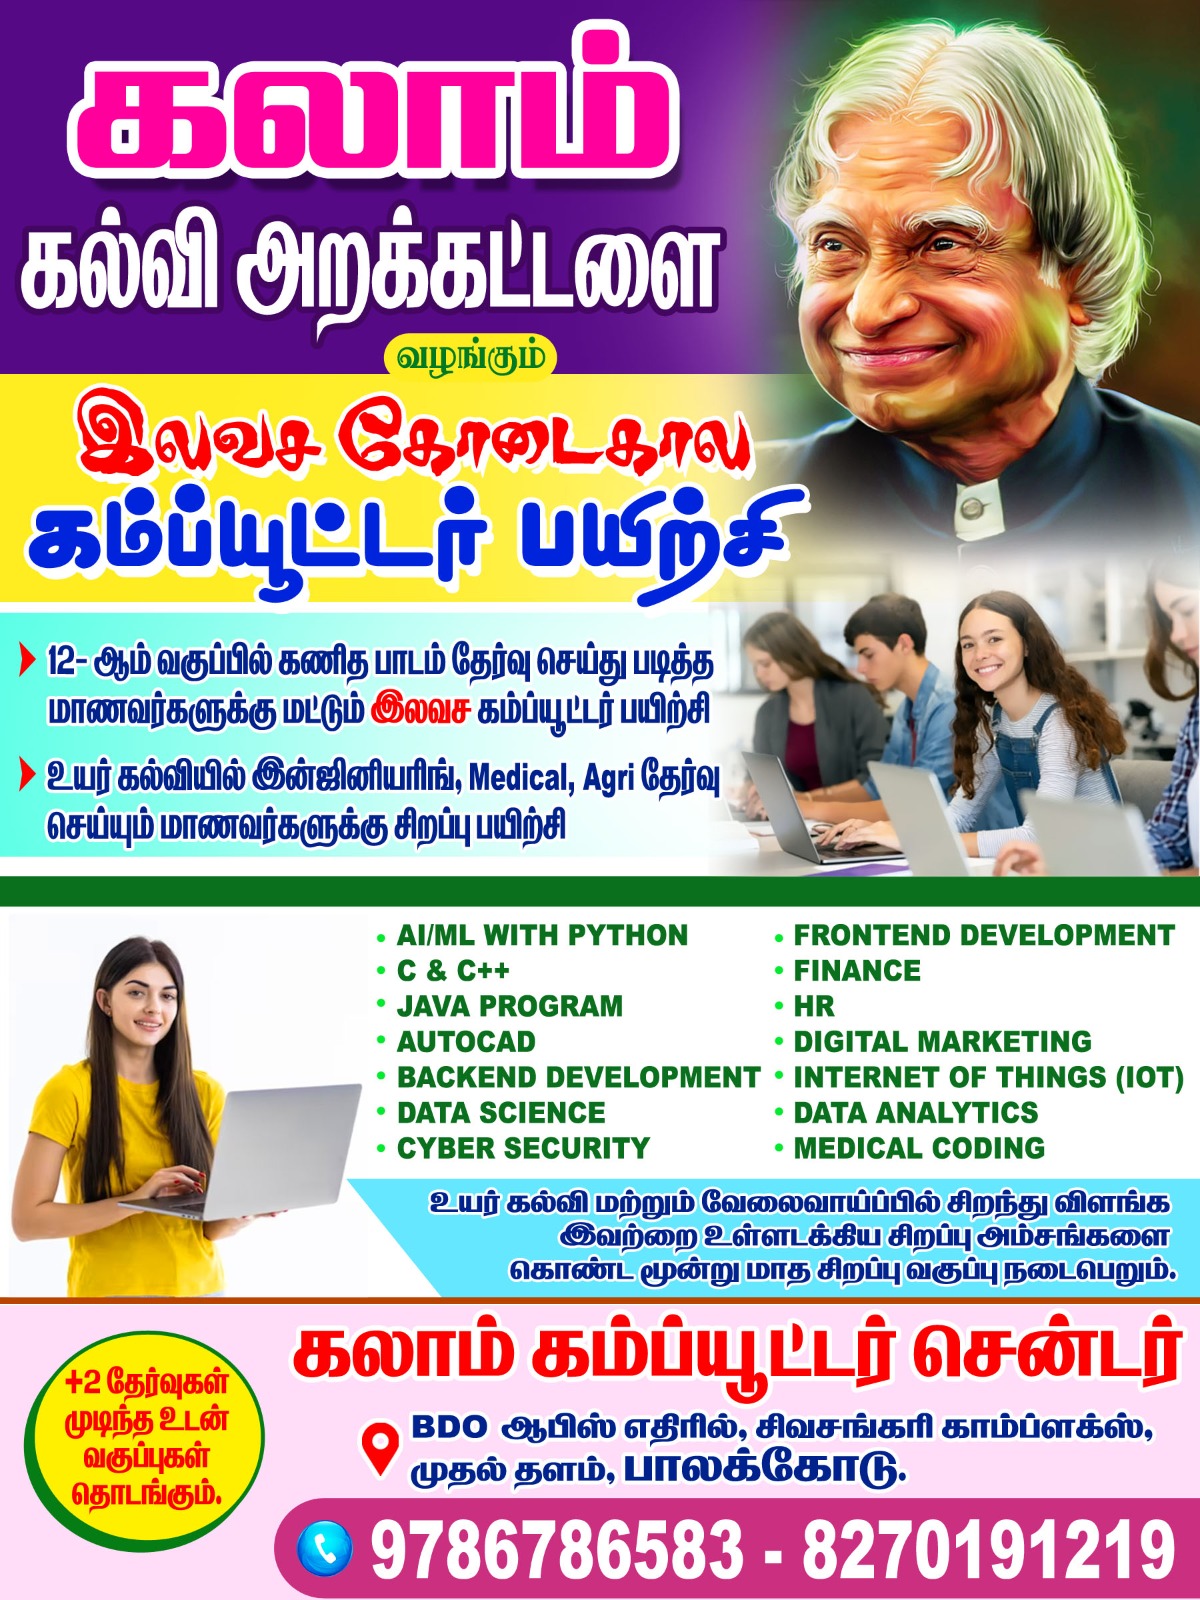 கலாம்
கல்வி அறக்கட்டளை
வழங்கும்
இலவச கோடைகால
கம்ப்யூட்டர் பயிற்சி
12- ஆம் வகுப்பில் கணித பாடம் தேர்வு செய்து படித்த
மாணவர்களுக்கு மட்டும் இலவச கம்ப்யூட்டர் பயிற்சி
உயர் கல்வியில் இன்ஜினியரிங், Medical, Agri தேர்வு
செய்யும் மாணவர்களுக்கு சிறப்பு பயிற்சி
• AI/ML WITH PYTHON
• C & C++
• JAVA PROGRAM
• AUTOCAD
• BACKEND DEVELOPMENT
• DATA SCIENCE
• CYBER SECURITY
• FRONTEND DEVELOPMENT
• FINANCE
• HR
• DIGITAL MARKETING
• INTERNET OF THINGS (IOT)
• DATA ANALYTICS
• MEDICAL CODING
உயர் கல்வி மற்றும் வேலைவாய்ப்பில் சிறந்து விளங்க
இவற்றை உள்ளடக்கிய சிறப்பு அம்சங்களை
கொண்ட மூன்று மாத சிறப்பு வகுப்பு நடைபெறும்.
+2 தேர்வுகள்
முடிந்த உடன்
வகுப்புகள்
தொடங்கும்.
கலாம் கம்ப்யூட்டர் சென்டர்
BDO ஆபிஸ் எதிரில், சிவசங்கரி காம்ப்ளக்ஸ்,
முதல் தளம், பாலக்கோடு.
9786786583 - 8270191219